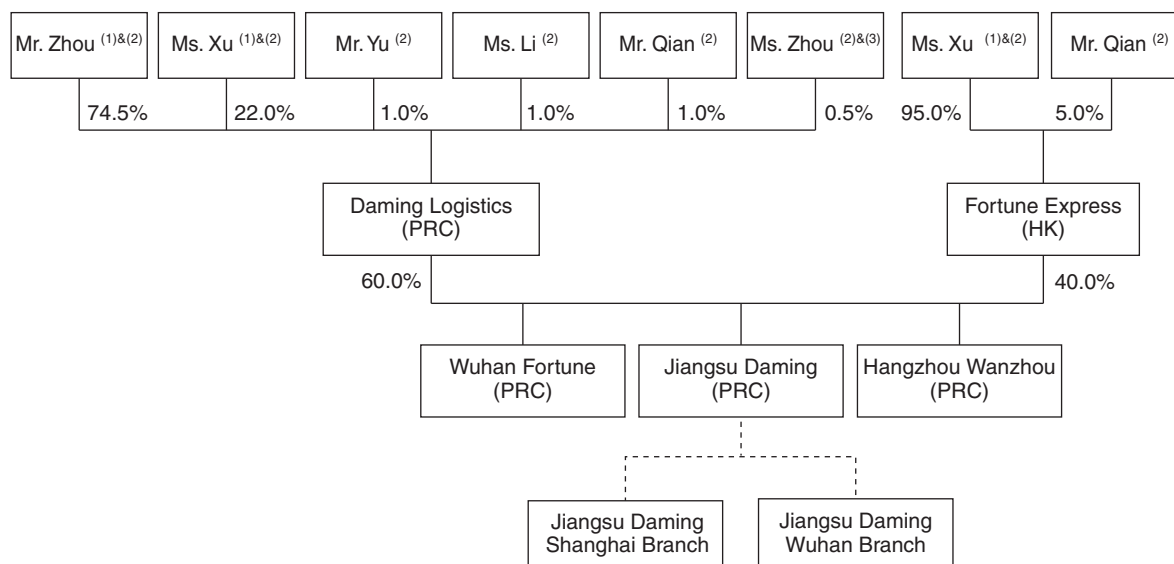 Mr. Zhou (1)&(2)
Ms. Xu (1)&(2)
Mr. Yu (2)
Ms. Li (2)
Mr. Qian (2)
Ms. Zhou (2)&(3)
Ms. Xu (1)&(2)
Mr. Qian (2)
74.5%
22.0%
1.0%
1.0%
1.0%
0.5%
95.0%
5.0%
Daming Logistics
(PRC)
Fortune Express
(HK)
60.0%
40.0%
Wuhan Fortune
(PRC)
Jiangsu Daming
(PRC)
Hangzhou Wanzhou
(PRC)
Jiangsu Daming
Shanghai Branch
Jiangsu Daming
Wuhan Branch